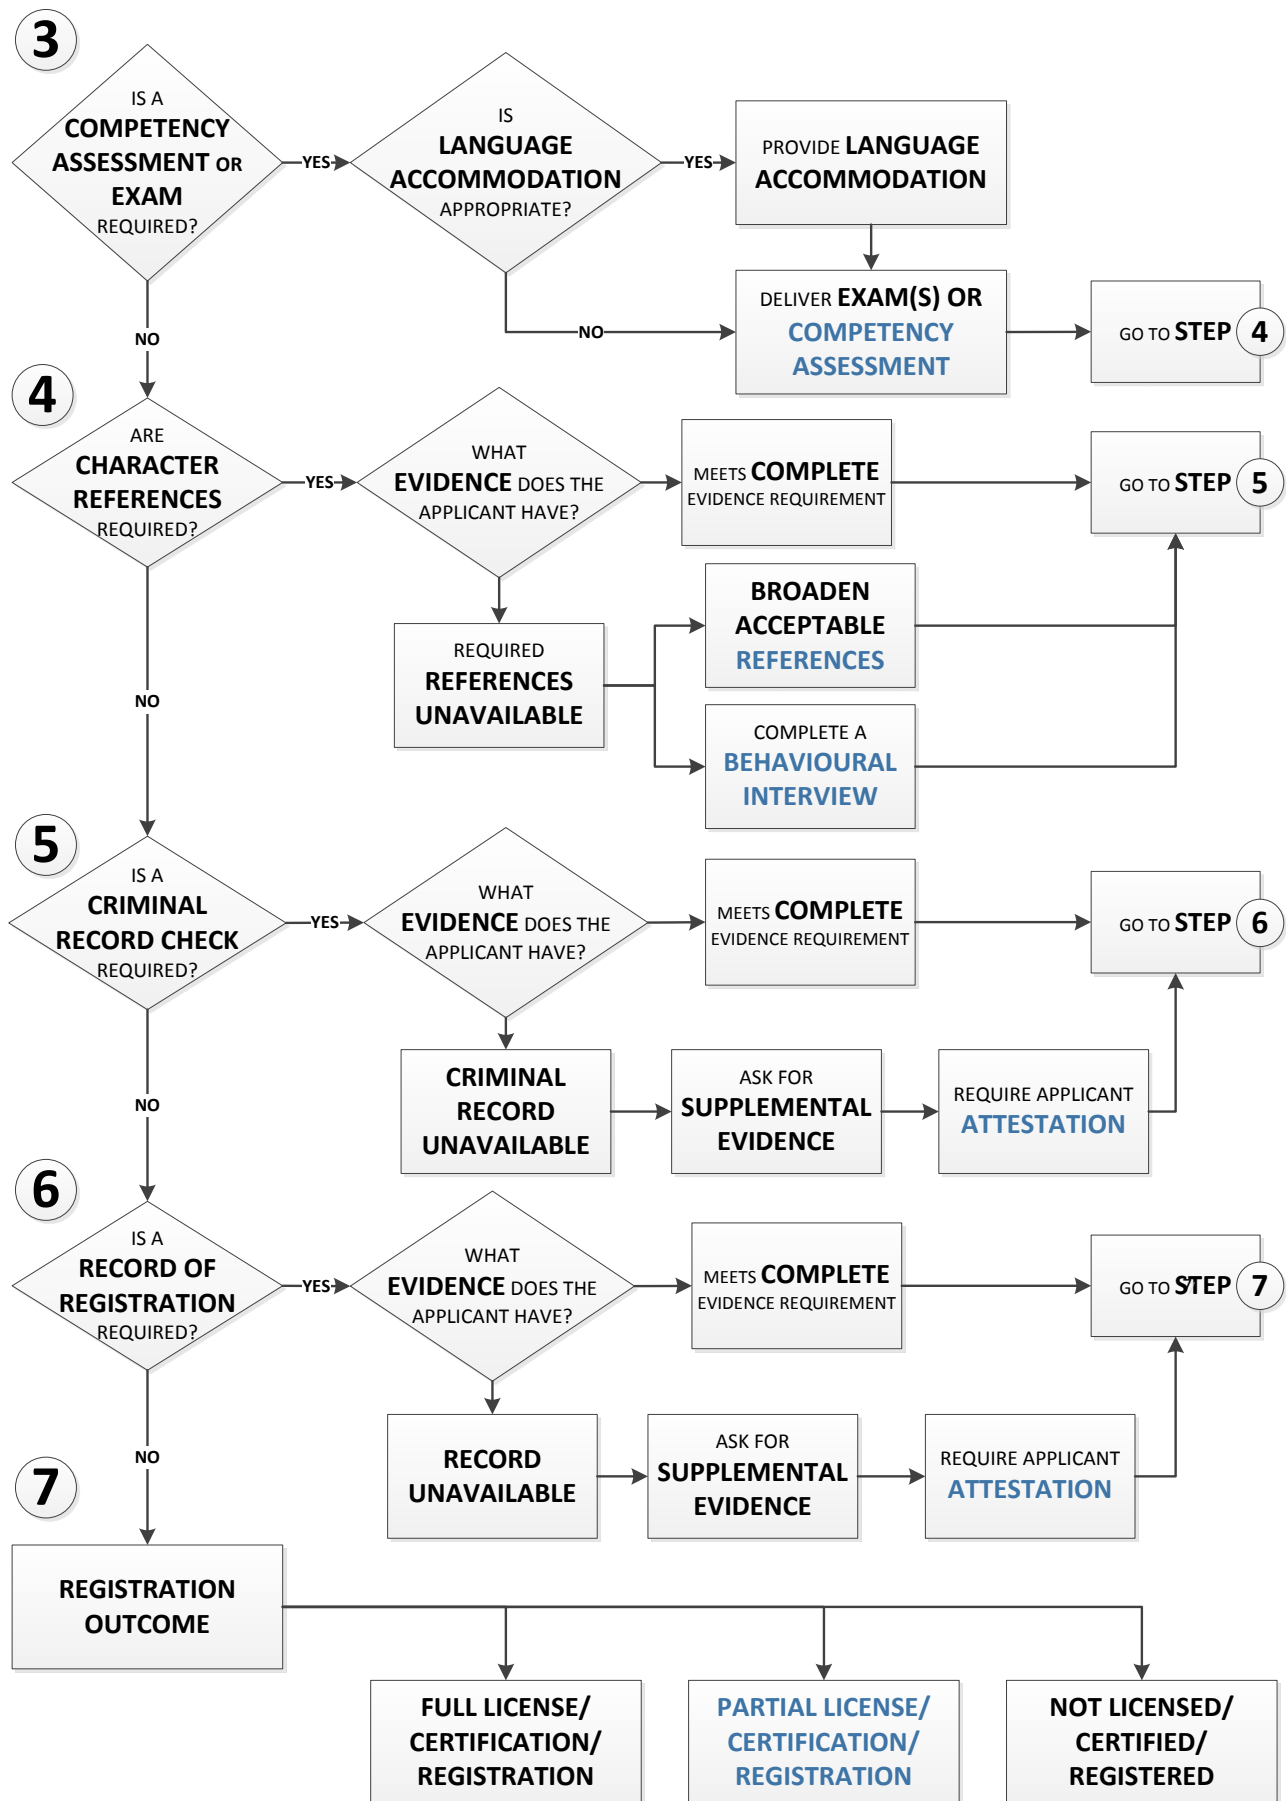 3
IS A
COMPETENCY
ASSESSMENT OR
EXAM
REQUIRED?
YES
IS
LANGUAGE
ACCOMMODATION
APPROPRIATE?
YES
PROVIDE LANGUAGE
ACCOMMODATION
NO
DELIVER EXAM(S) OR
COMPETENCY
ASSESSMENT
GO TO STEP 4
NO
4
ARE
CHARACTER
REFERENCES
REQUIRED?
YES
WHAT
EVIDENCE DOES THE
APPLICANT HAVE?
MEETS COMPLETE
EVIDENCE REQUIREMENT
GO TO STEP 5
REQUIRED
REFERENCES
UNAVAILABLE
BROADEN
ACCEPTABLE
REFERENCES
COMPLETE A
BEHAVIOURAL
INTERVIEW
NO
5
IS A
CRIMINAL
RECORD CHECK
REQUIRED?
YES
WHAT
EVIDENCE DOES THE
APPLICANT HAVE?
MEETS COMPLETE
EVIDENCE REQUIREMENT
GO TO STEP 6
CRIMINAL
RECORD
UNAVAILABLE
ASK FOR
SUPPLEMENTAL
EVIDENCE
REQUIRE APPLICANT
ATTESTATION
NO
6
IS A
RECORD OF
REGISTRATION
REQUIRED?
YES
WHAT
EVIDENCE DOES THE
APPLICANT HAVE?
MEETS COMPLETE
EVIDENCE REQUIREMENT
GO TO STEP 7
RECORD
UNAVAILABLE
ASK FOR
SUPPLEMENTAL
EVIDENCE
REQUIRE APPLICANT
ATTESTATION
NO
7
REGISTRATION
OUTCOME
FULL LICENSE/
CERTIFICATION/
REGISTRATION
PARTIAL LICENSE/
CERTIFICATION/
REGISTRATION
NOT LICENSED/
CERTIFIED/
REGISTERED